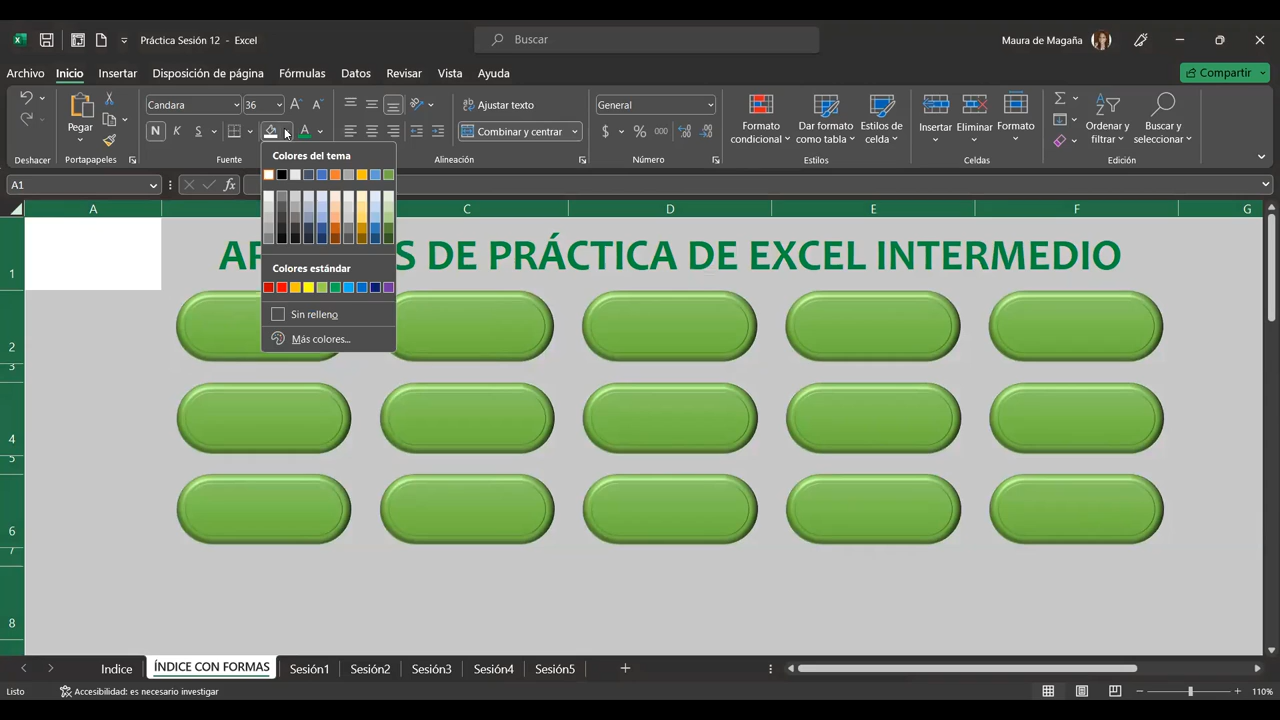 Práctica Sesión 12 - Excel
Buscar
Maura de Magaña
Archivo
Inicio
Insertar
Disposición de página
Fórmulas
Datos
Revisar
Vista
Ayuda
Compartir
Deshacer
Pegar
Portapapeles
Candara
36
N
K
S
Fuente
Ajustar texto
Combinar y centrar
Alineación
General
$
%
000
Número
Formato condicional
Dar formato como tabla
Estilos de celda
Estilos
Insertar
Eliminar
Formato
Celdas
Ordenar y filtrar
Buscar y seleccionar
Edición
A1
fx
Colores del tema
Colores estándar
Sin relleno
Más colores...
A
C
D
E
F
G
1
2
3
4
5
6
7
8
S DE PRÁCTICA DE EXCEL INTERMEDIO
Indice
ÍNDICE CON FORMAS
Sesión1
Sesión2
Sesión3
Sesión4
Sesión5
Listo
Accesibilidad: es necesario investigar
110%